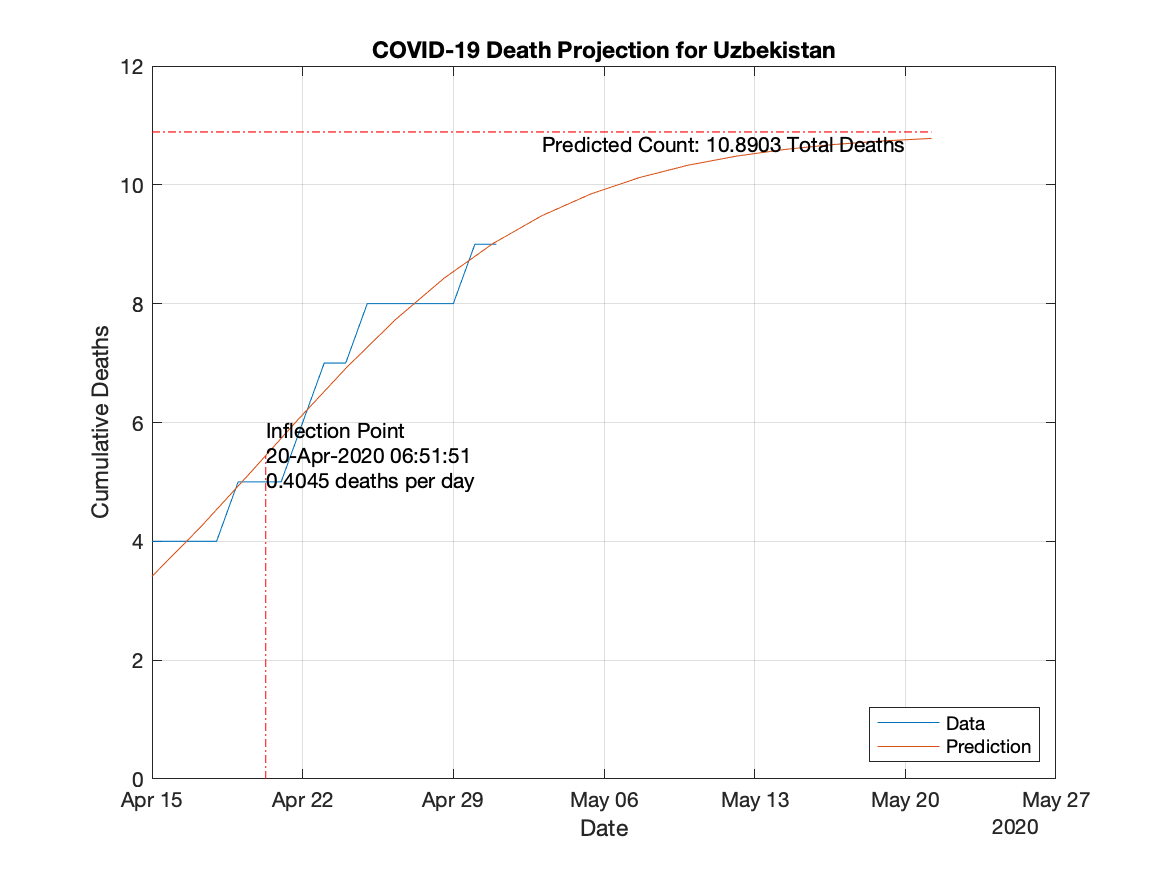 COVID-19 Death Projection for Uzbekistan
12
Predicted Count: 10.8903 Total Deaths
10
8
6
Inflection Point
20-Apr-2020 06:51:51
0.4045 deaths per day
4
2
0
Cumulative Deaths
Data
Prediction
Apr 15 Apr 22 Apr 29 May 06 May 13 May 20 May 27
Date
2020